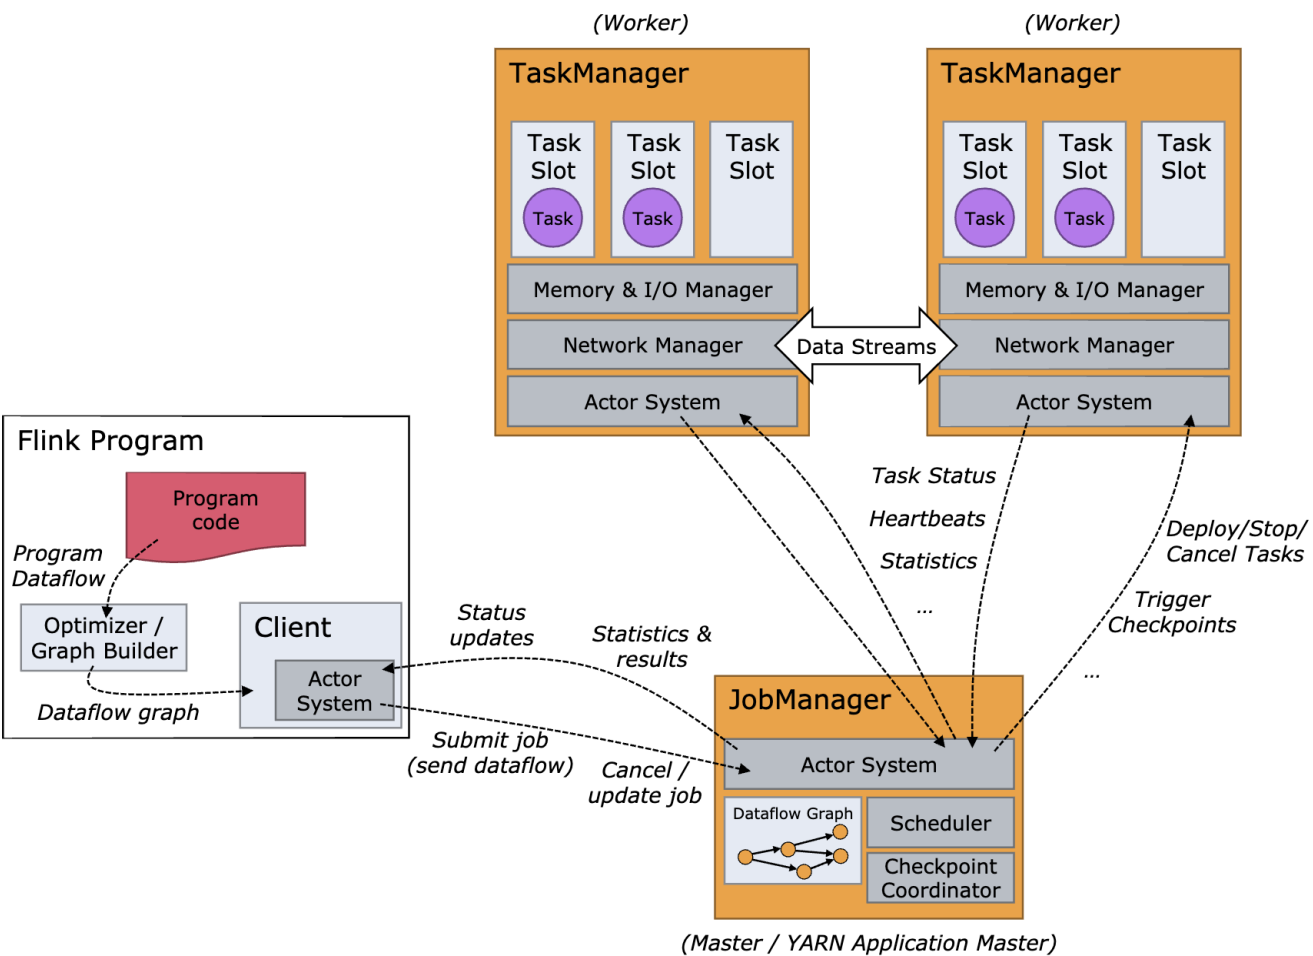 (Worker)
(Worker)
TaskManager
Task
Slot
Task
Task
Slot
Task
Task
Slot
Memory & I/O Manager
Network Manager
Actor System
TaskManager
Task
Slot
Task
Task
Slot
Task
Task
Slot
Memory & I/O Manager
Network Manager
Actor System
Data Streams
Flink Program
Program
code
Program
Dataflow
Optimizer /
Graph Builder
Dataflow graph
Client
Actor
System
Status
updates
Statistics &
results
Submit job
(send dataflow)
Cancel /
update job
Task Status
Heartbeats
Statistics
...
Deploy/Stop/
Cancel Tasks
Trigger
Checkpoints
...
JobManager
Actor System
Dataflow Graph
Scheduler
Checkpoint
Coordinator
(Master / YARN Application Master)